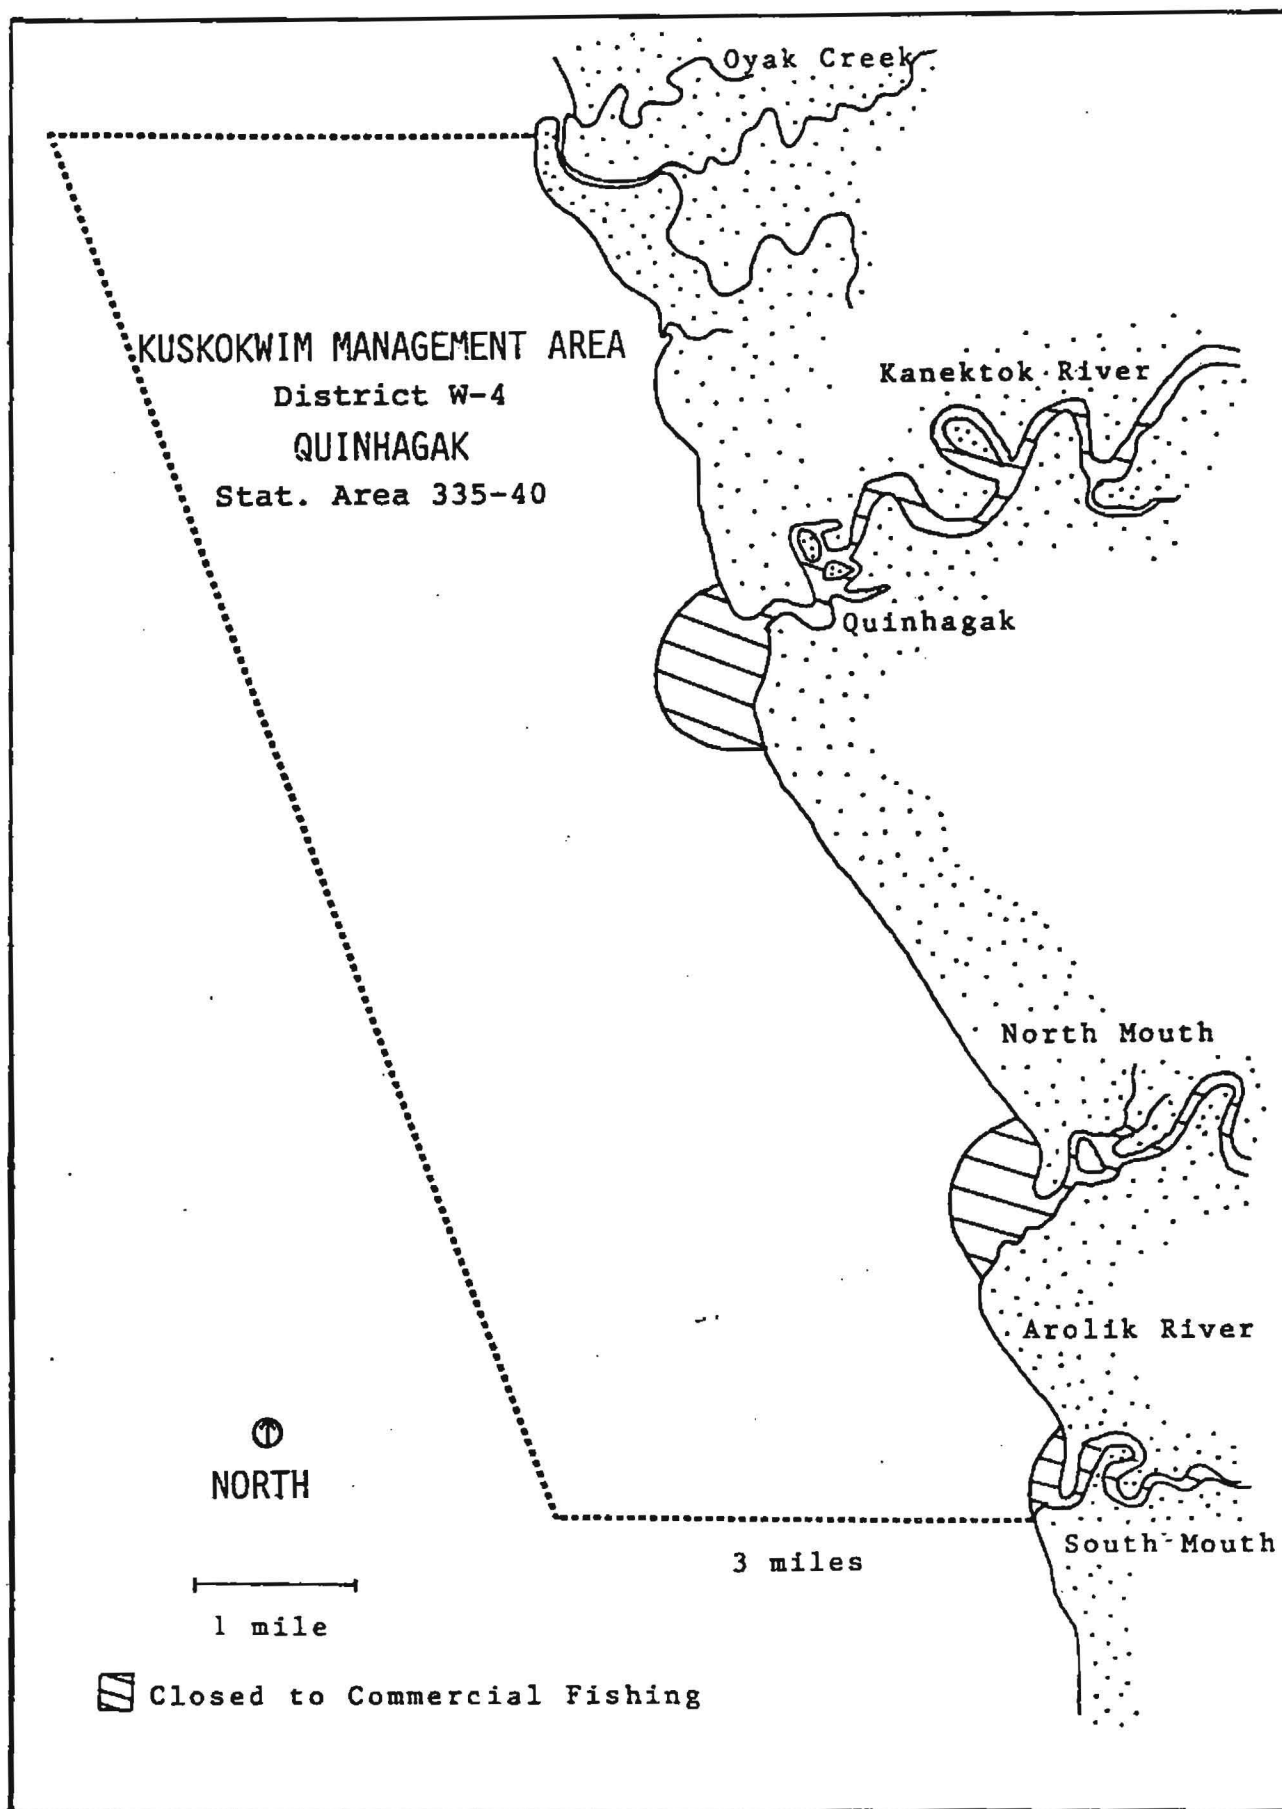 Oyak Creek
KUSKOKWIM MANAGEMENT AREA
District W-4
QUINHAGAK
Stat. Area 335-40
Kanektok River
Quinhagak
North Mouth
Arolik River
NORTH
South Mouth
3 miles
1 mile
Closed to Commercial Fishing